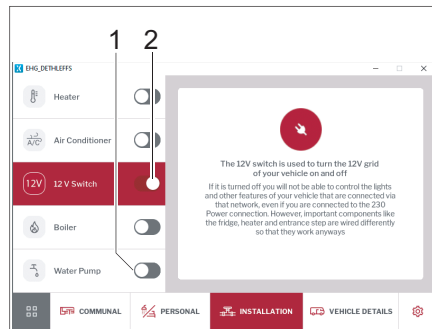 1 2
EHG_DETHLEFFS
Heater
A/C Air Conditioner
12V 12 V Switch
Boiler
Water Pump
The 12V switch is used to turn the 12V grid
of your vehicle on and off
If it is turned off you will not be able to control the lights
and other features of your vehicle that are connected via
that network, even if you are connected to the 230
Power connection. However, important components like
the fridge, heater and entrance step are wired differently
so that they work anyways
COMMUNAL PERSONAL INSTALLATION VEHICLE DETAILS